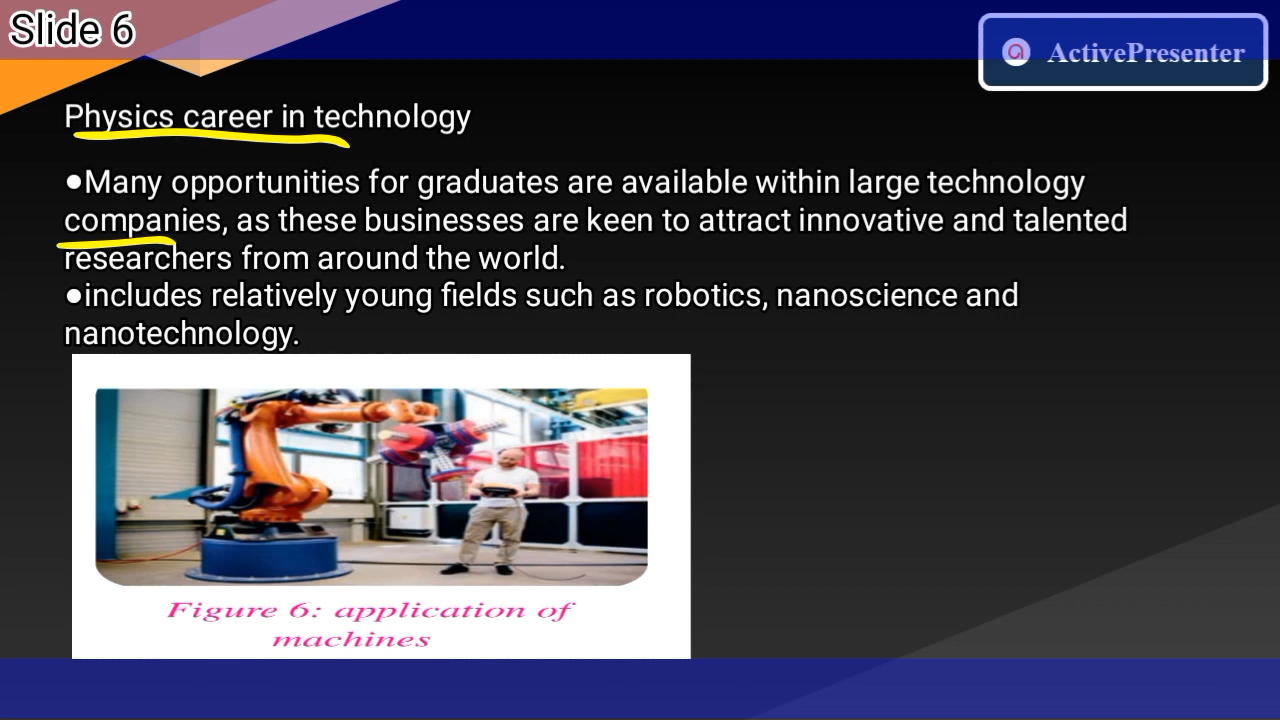 Slide 6
ActivePresenter
Physics career in technology
●Many opportunities for graduates are available within large technology
companies, as these businesses are keen to attract innovative and talented
researchers from around the world.
●includes relatively young fields such as robotics, nanoscience and
nanotechnology.
Figure 6: application of
machines